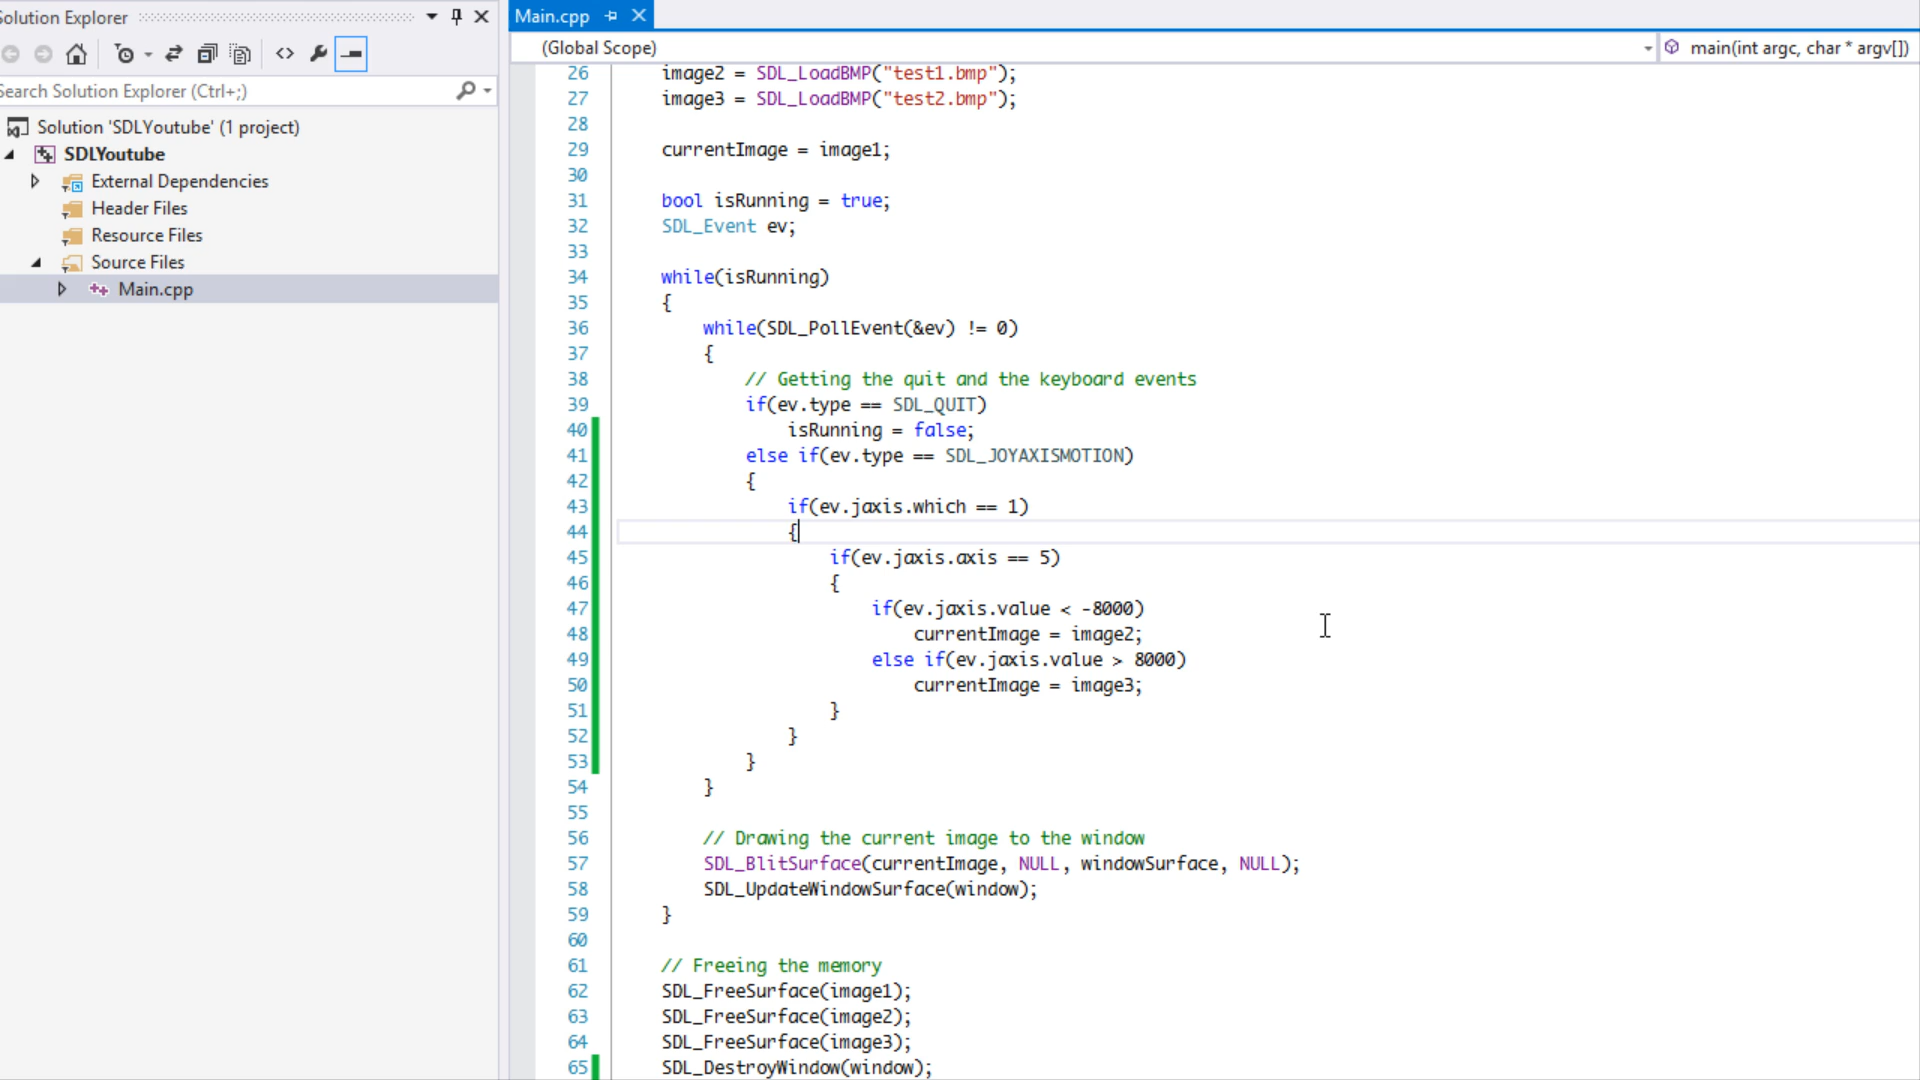 Solution Explorer
Search Solution Explorer (Ctrl+;)
Solution 'SDLYoutube' (1 project)
SDLYoutube
External Dependencies
Header Files
Resource Files
Source Files
Main.cpp
Main.cpp
(Global Scope)
main(int argc, char * argv[])
26 image2 = SDL_LoadBMP("test1.bmp");
27 image3 = SDL_LoadBMP("test2.bmp");
28
29 currentImage = image1;
30
31 bool isRunning = true;
32 SDL_Event ev;
33
34 while(isRunning)
35 {
36 while(SDL_PollEvent(&ev) != 0)
37 {
38 // Getting the quit and the keyboard events
39 if(ev.type == SDL_QUIT)
40 isRunning = false;
41 else if(ev.type == SDL_JOYAXISMOTION)
42 {
43 if(ev.jaxis.which == 1)
44 {
45 if(ev.jaxis.axis == 5)
46 {
47 if(ev.jaxis.value < -8000)
48 currentImage = image2;
49 else if(ev.jaxis.value > 8000)
50 currentImage = image3;
51 }
52 }
53 }
54 }
55
56 // Drawing the current image to the window
57 SDL_BlitSurface(currentImage, NULL, windowSurface, NULL);
58 SDL_UpdateWindowSurface(window);
59 }
60
61 // Freeing the memory
62 SDL_FreeSurface(image1);
63 SDL_FreeSurface(image2);
64 SDL_FreeSurface(image3);
65 SDL_DestroyWindow(window);